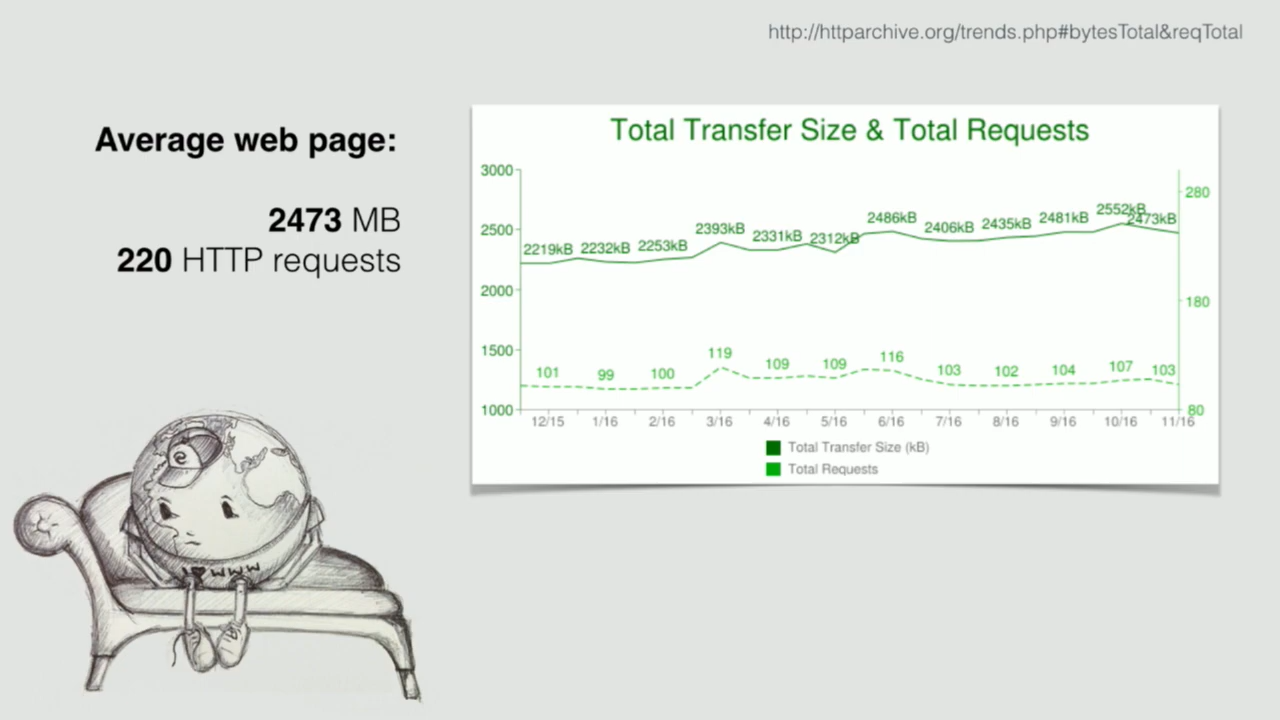 http://httparchive.org/trends.php#bytesTotal&reqTotal
Average web page:
2473 MB
220 HTTP requests
Total Transfer Size & Total Requests
3000
2500
2000
1500
1000
280
180
80
2219kB 2232kB 2253kB 2393kB 2331kB 2312kB 2486kB 2406kB 2435kB 2481kB 2552kB 2473kB
101 99 100 119 109 109 116 103 102 104 107 103
12/15 1/16 2/16 3/16 4/16 5/16 6/16 7/16 8/16 9/16 10/16 11/16
Total Transfer Size (kB)
Total Requests
e
I ♥ WWW